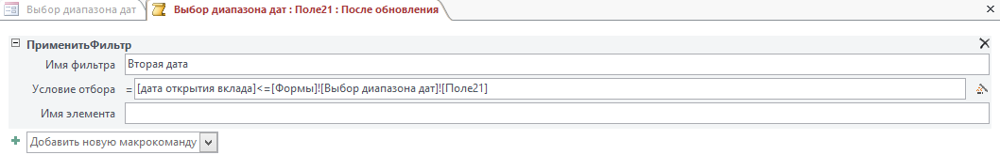 Выбор диапазона дат
Выбор диапазона дат : Поле21 : После обновления
ПрименитьФильтр
Имя фильтра Вторая дата
Условие отбора = [дата открытия вклада]<=[Формы]![Выбор диапазона дат]![Поле21]
Имя элемента
Добавить новую макрокоманду